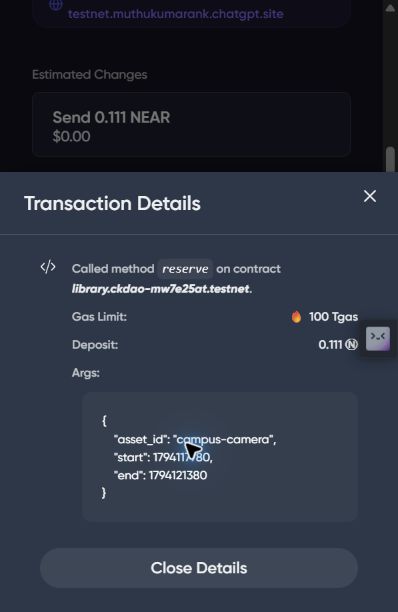 testnet.muthukumarank.chatgpt.site
Estimated Changes
Send 0.111 NEAR
$0.00
Transaction Details
Called method reserve on contract
library.ckdao-mw7e25at.testnet.
Gas Limit: 100 Tgas
Deposit: 0.111
Args:
{
"asset_id": "campus-camera",
"start":
"end": 1794121380
}
Close Details